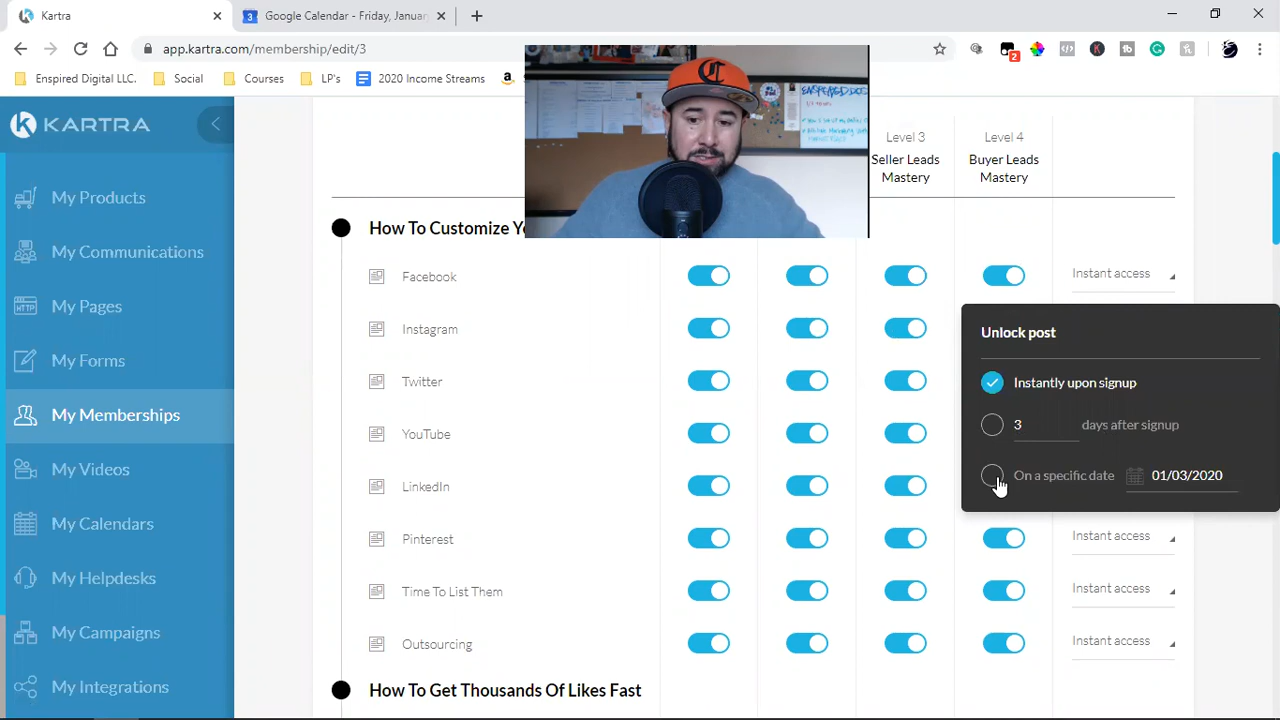 Kartra
Google Calendar - Friday, Januar
app.kartra.com/membership/edit/3
2
Enspired Digital LLC.
Social
Courses
LP's
2020 Income Streams
KARTRA
My Products
My Communications
HTTP
My Pages
My Forms
My Memberships
My Videos
My Calendars
My Helpdesks
My Campaigns
My Integrations
Level 3
Seller Leads
Mastery
Level 4
Buyer Leads
Mastery
How To Customize Yo
Facebook
Instant access
Instagram
Twitter
YouTube
LinkedIn
Pinterest
Instant access
Time To List Them
Instant access
Outsourcing
Instant access
How To Get Thousands Of Likes Fast
Unlock post
Instantly upon signup
3 days after signup
On a specific date 01/03/2020